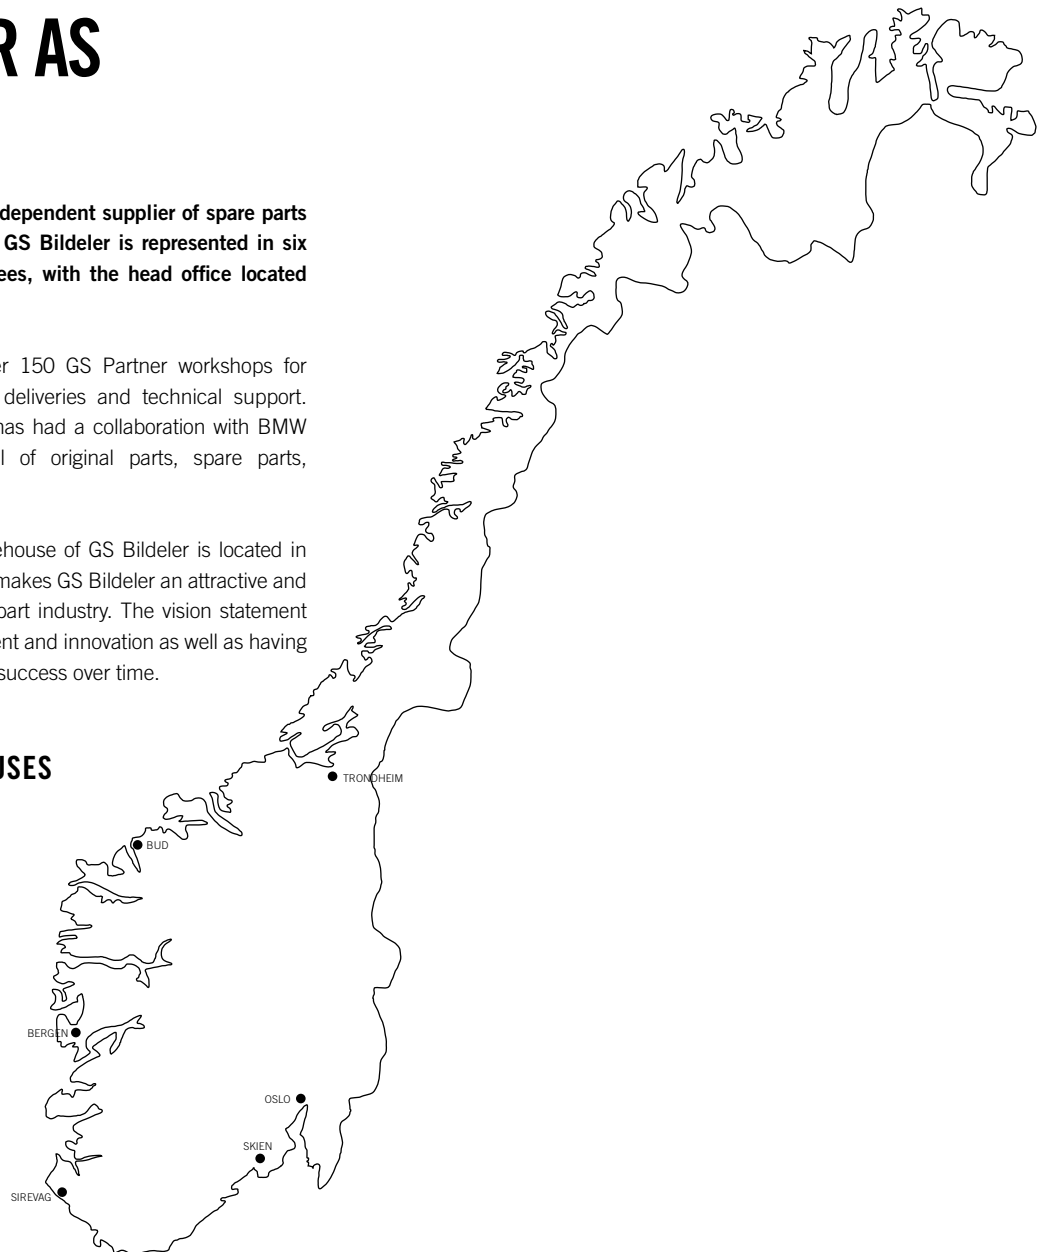 R AS
dependent supplier of spare parts
GS Bildeler is represented in six
ees, with the head office located
er 150 GS Partner workshops for
deliveries and technical support.
has had a collaboration with BMW
l of original parts, spare parts,
ehouse of GS Bildeler is located in
makes GS Bildeler an attractive and
part industry. The vision statement
ent and innovation as well as having
success over time.
USES
TRONDHEIM
BUD
BERGEN
OSLO
SKIEN
SIREVAG